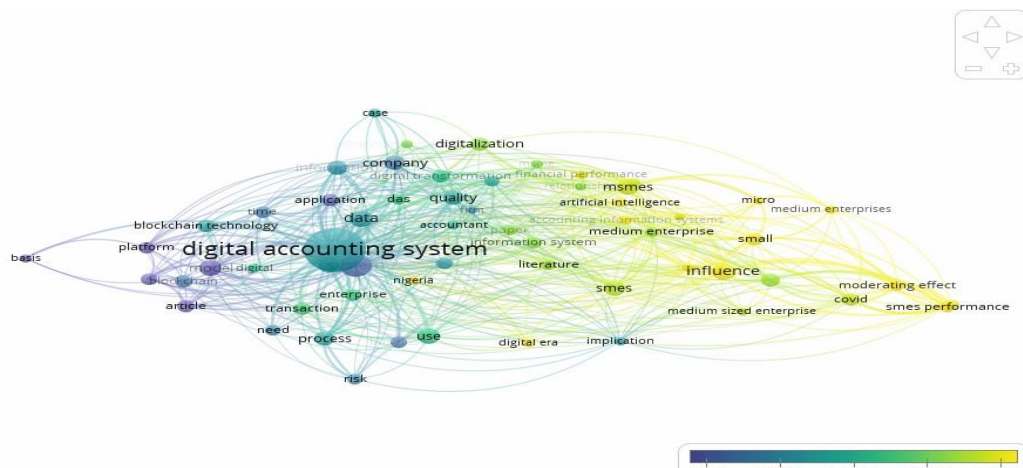 case
digitalization
company
digital transformation
financial performance
msmes
application
das
quality
artificial intelligence
micro
time
data
firm
medium enterprises
blockchain technology
accountant
paper
accounting information systems
medium enterprise
small
platform
digital accounting system
information system
basis
model digital
literature
influence
blockchain
nigeria
smes
moderating effect
article
enterprise
covid
smes performance
transaction
medium sized enterprise
need
process
use
digital era
implication
risk